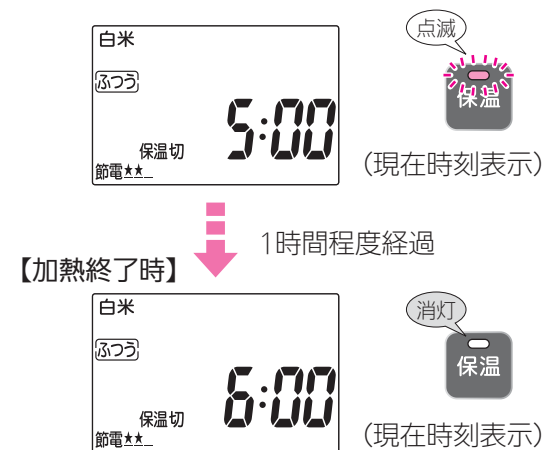 白米
点滅
ふつう
保温
5:00
保温切
節電★★_
(現在時刻表示)
1時間程度経過
【加熱終了時】
白米
消灯
ふつう
保温
6:00
保温切
節電★★_
(現在時刻表示)